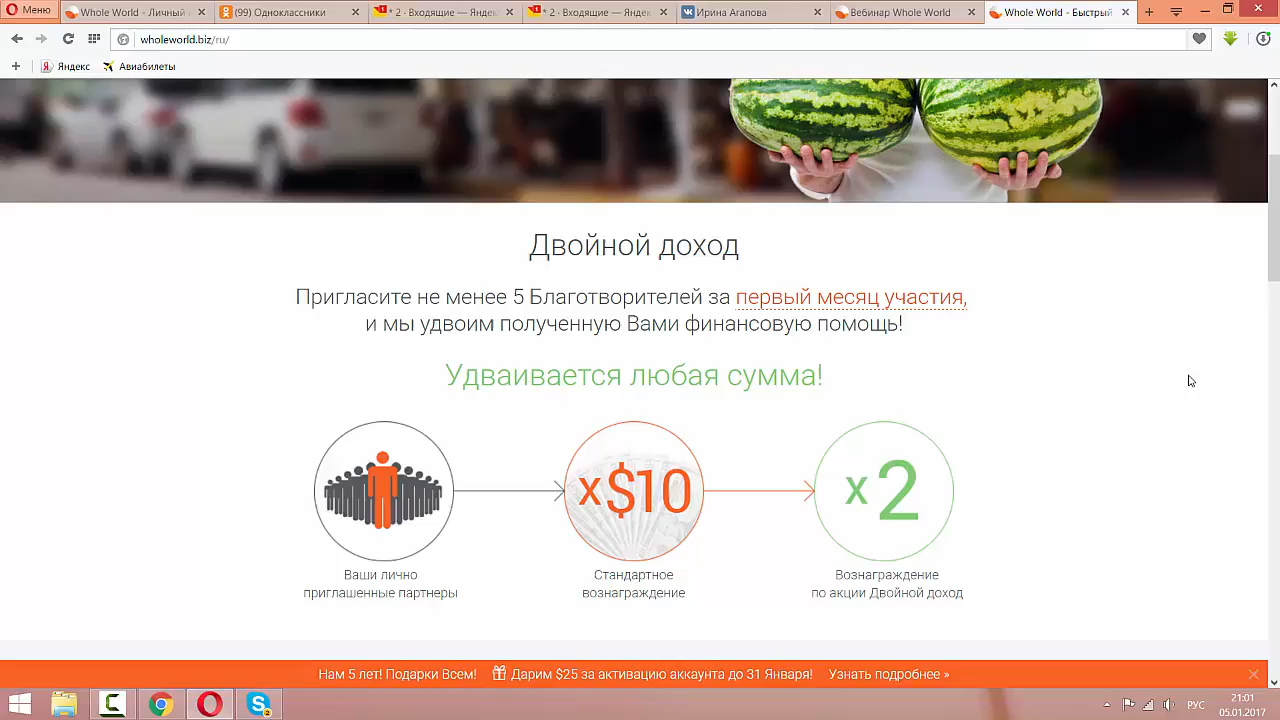 Меню
Whole World - Личный
(99) Одноклассники
2 · Входящие — Яндекс
2 · Входящие — Яндекс
Ирина Агапова
Вебинар Whole World
Whole World - Быстрый
wholeworld.biz/ru/
Яндекс
Авиабилеты
Двойной доход
Пригласите не менее 5 Благотворителей за первый месяц участия,
и мы удвоим полученную Вами финансовую помощь!
Удваивается любая сумма!
x$10
x 2
Ваши лично
приглашенные партнеры
Стандартное
вознаграждение
Вознаграждение
по акции Двойной доход
Нам 5 лет! Подарки Всем! Дарим $25 за активацию аккаунта до 31 Января! Узнать подробнее »
РУС
21:01
05.01.2017